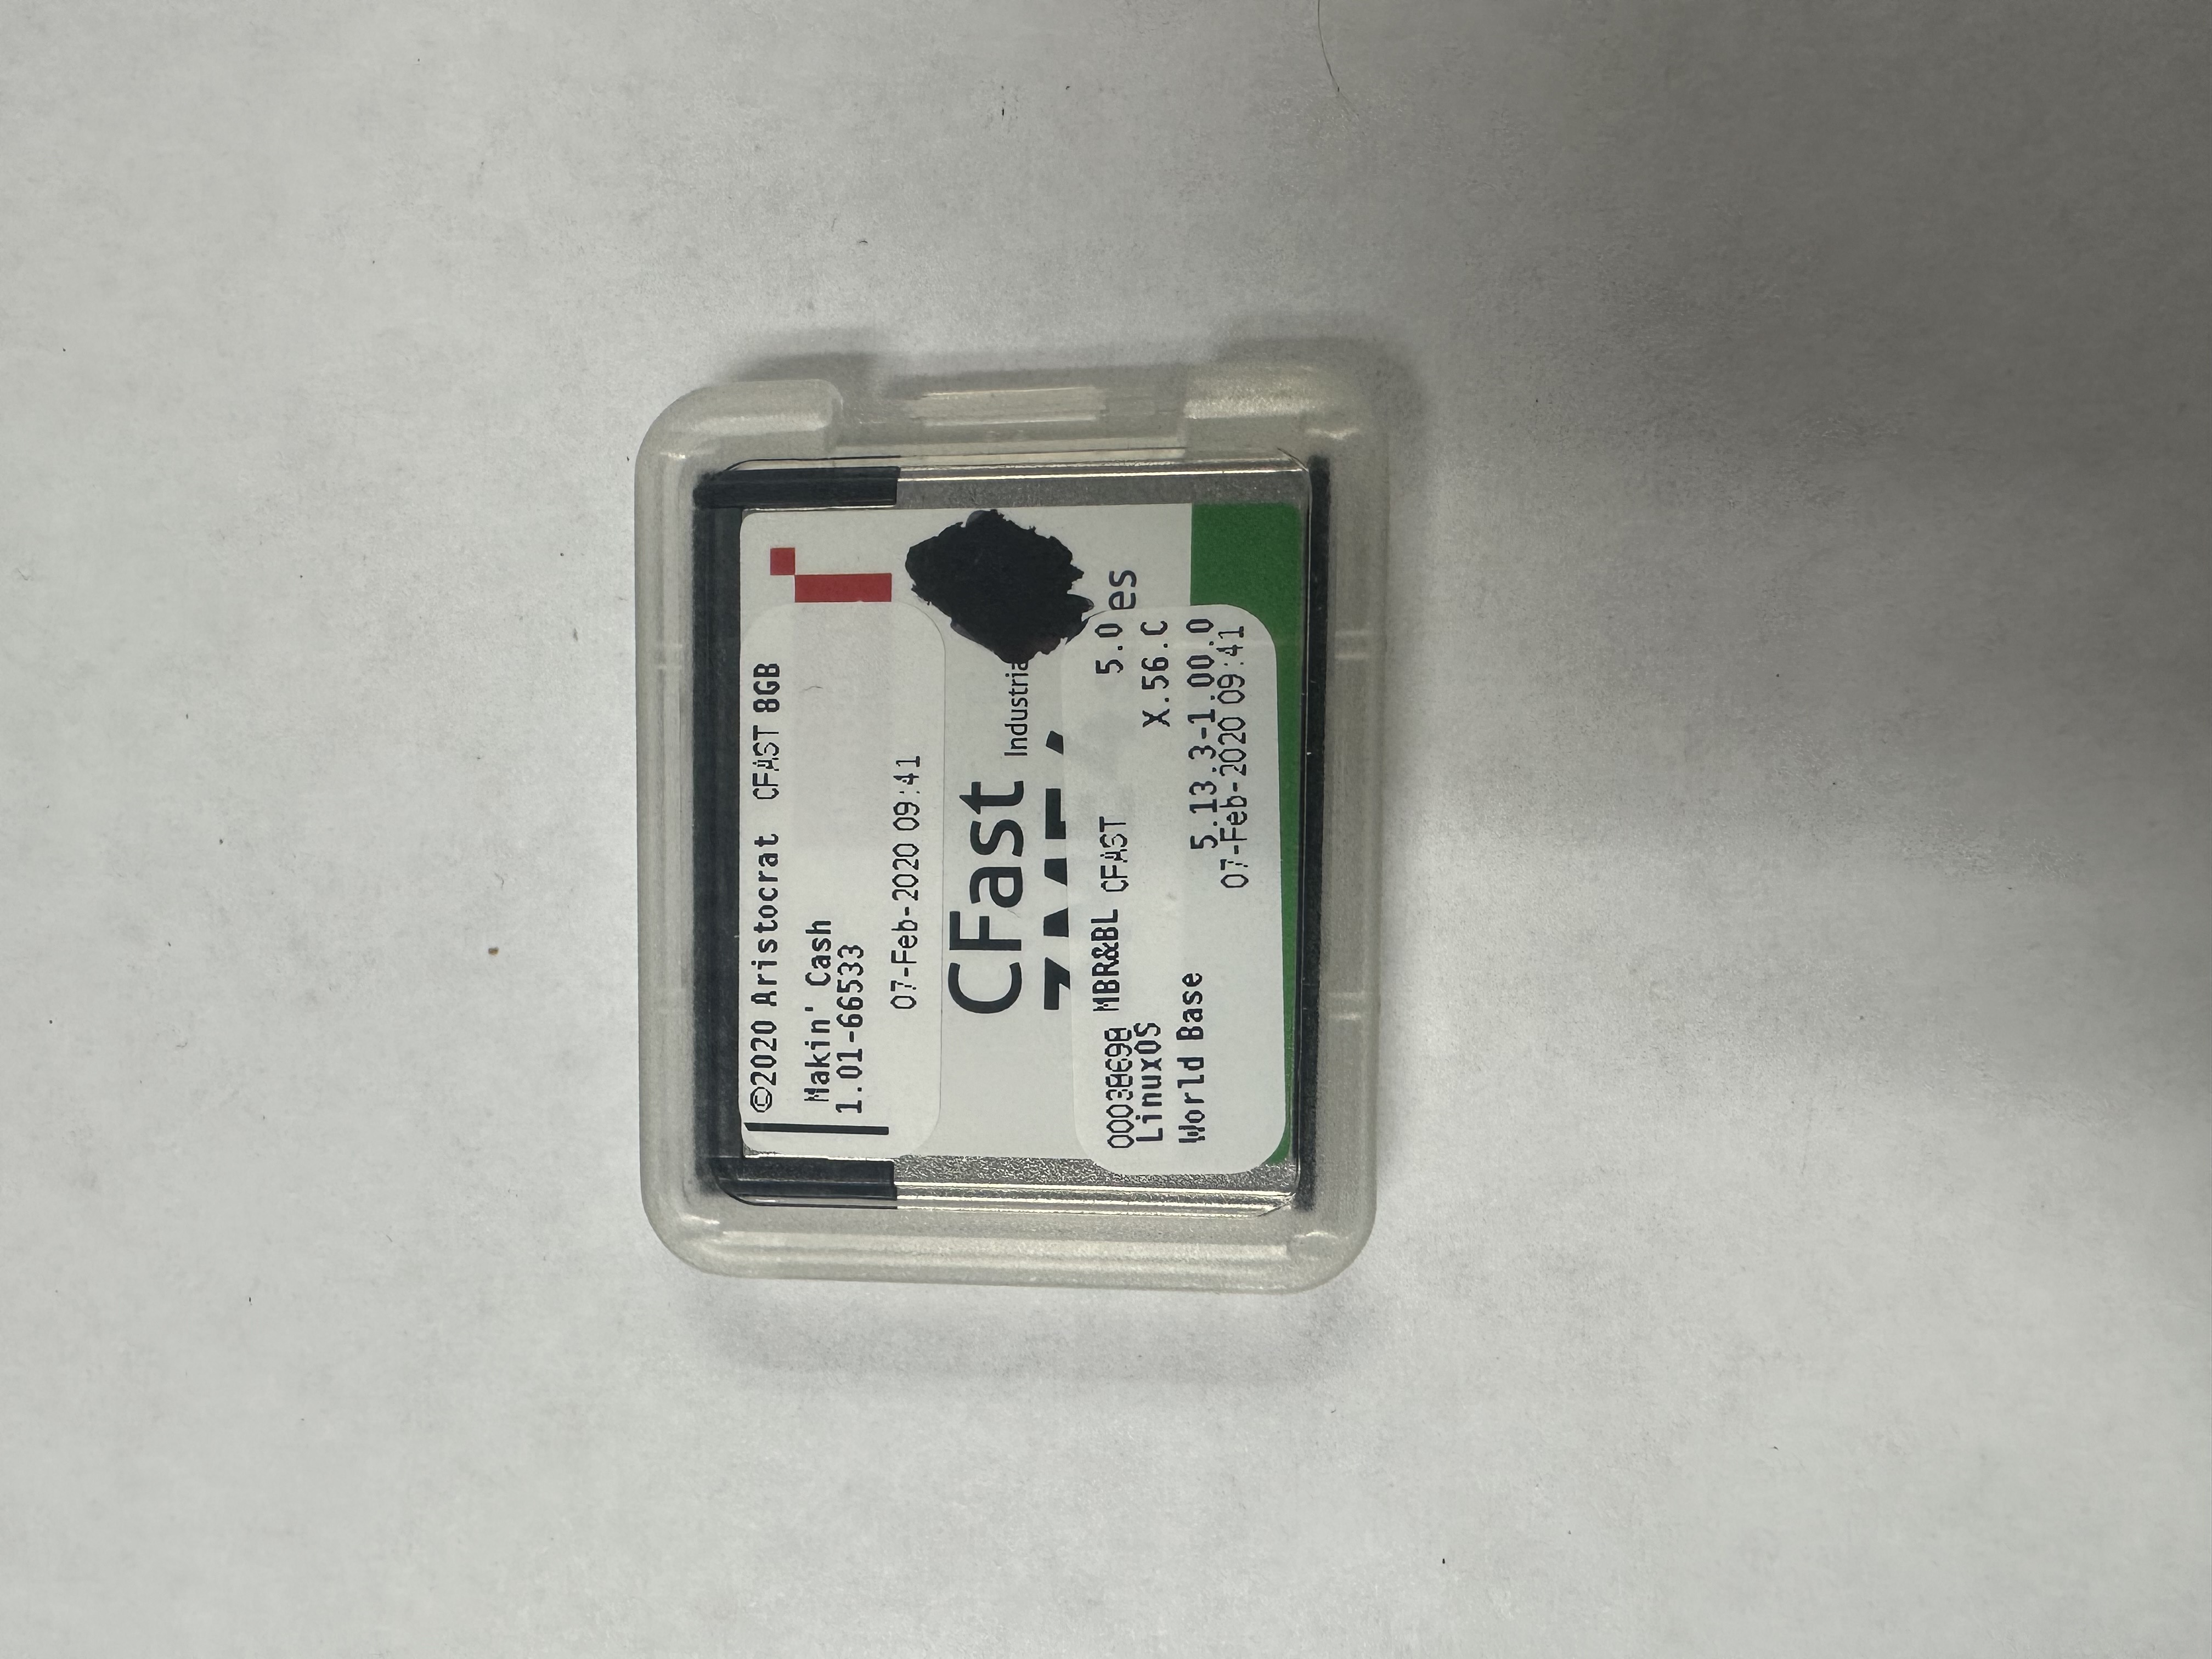 ©2020 Aristocrat CFAST 8GB
Makin' Cash
1.01-66533
07-Feb-2020 09:41
CFast Industria
es
MBR&BL CFAST 5.0
LinuxOS X.56.C
World Base 5.13.3-1.00.0
07-Feb-2020 09:41